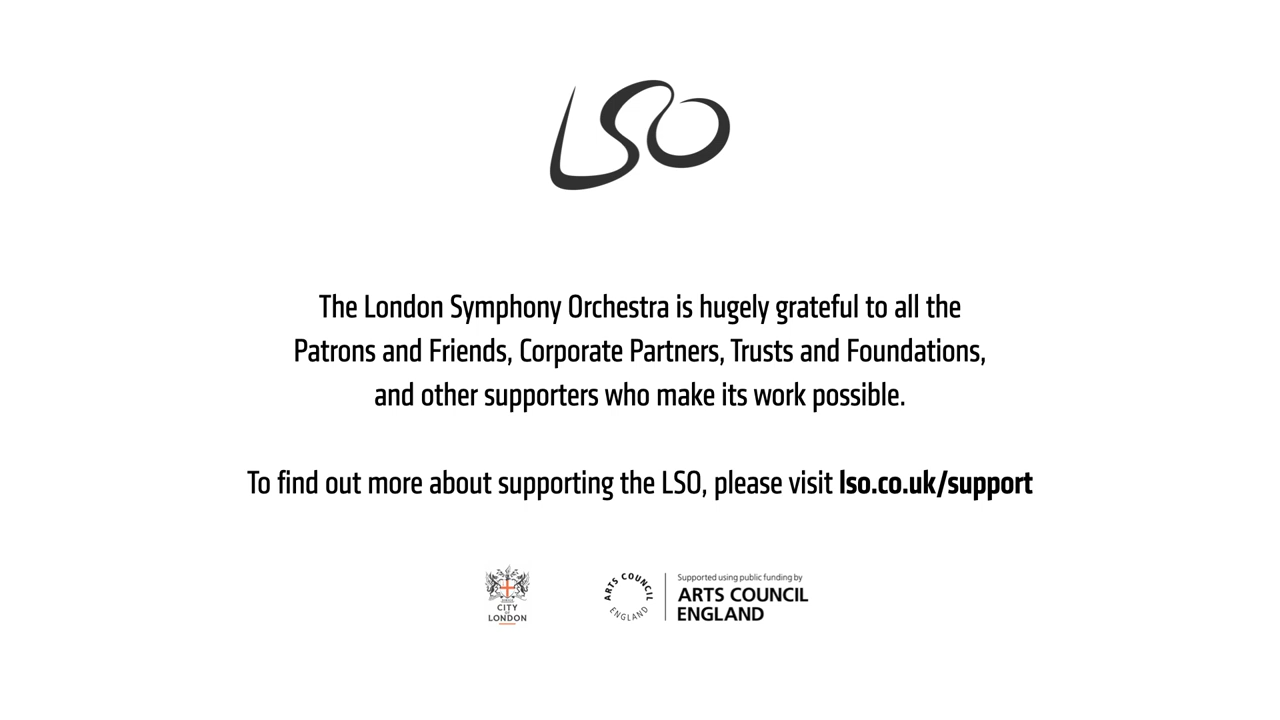 LSO
The London Symphony Orchestra is hugely grateful to all the
Patrons and Friends, Corporate Partners, Trusts and Foundations,
and other supporters who make its work possible.
To find out more about supporting the LSO, please visit lso.co.uk/support
CITY
OF
LONDON
ARTS COUNCIL
ENGLAND
Supported using public funding by
ARTS COUNCIL
ENGLAND